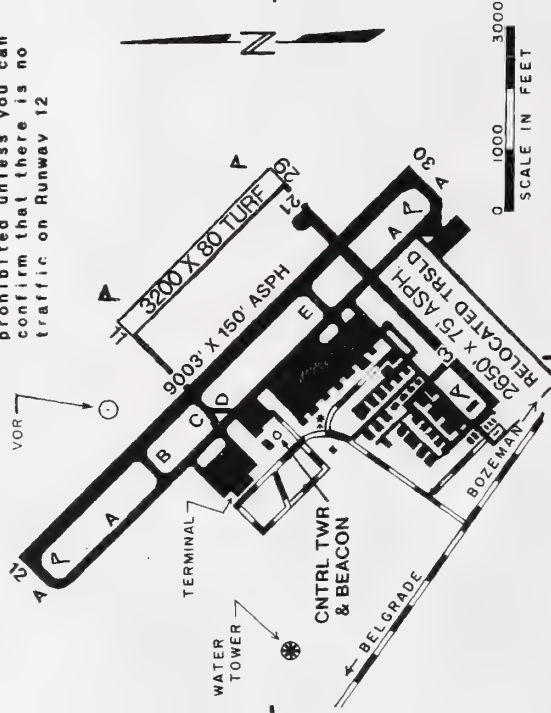 prohibited unless you can
confirm that there is no
traffic on Runway 12
VOR
N
12
A
A
B
C
D
E
A
A
30
11
29
3200 X 80 TURF
9003' X 150' ASPH
21
3
2650' x 75' ASPH.
RELOCATED TRSLD
TERMINAL
WATER
TOWER
CNTRL TWR
& BEACON
BELGRADE
BOZEMAN
0 1000 3000
SCALE IN FEET